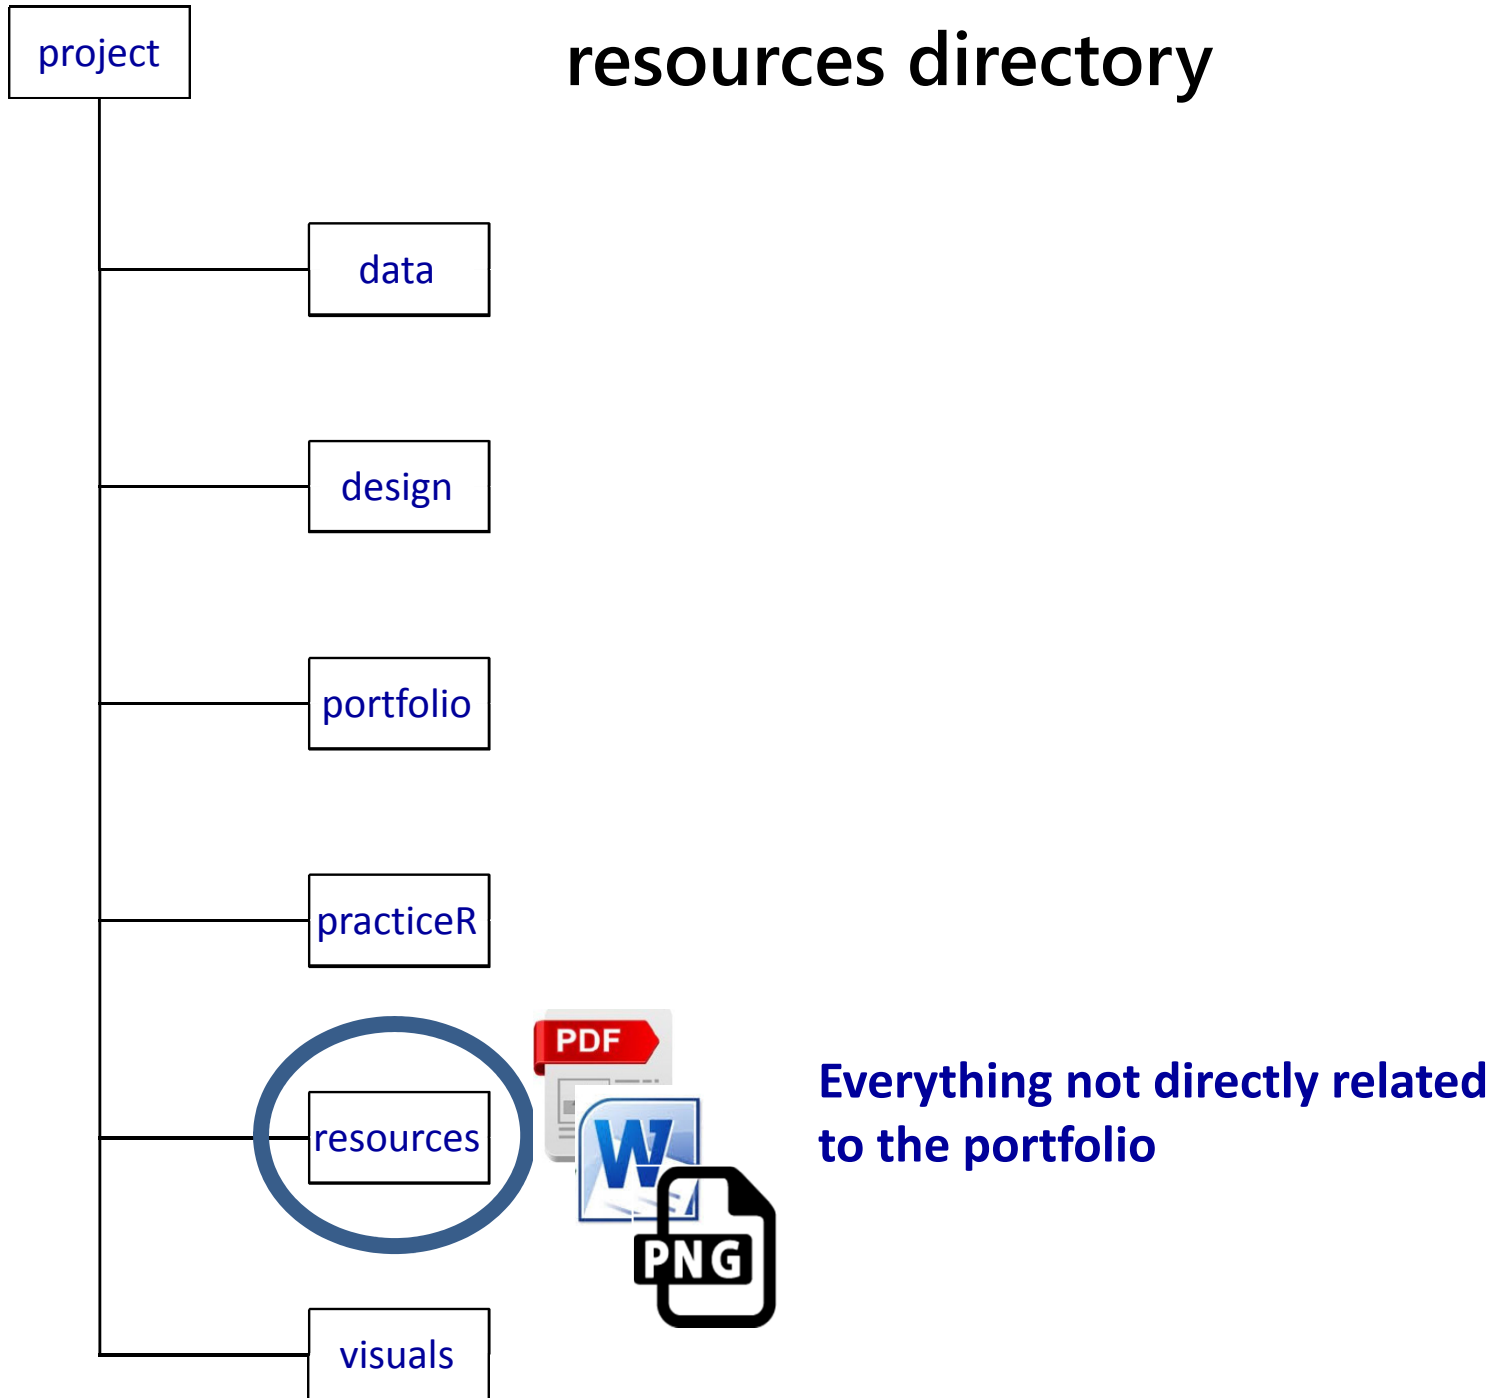 project
resources directory
data
design
portfolio
practiceR
resources
PDF
W
PNG
Everything not directly related
to the portfolio
visuals